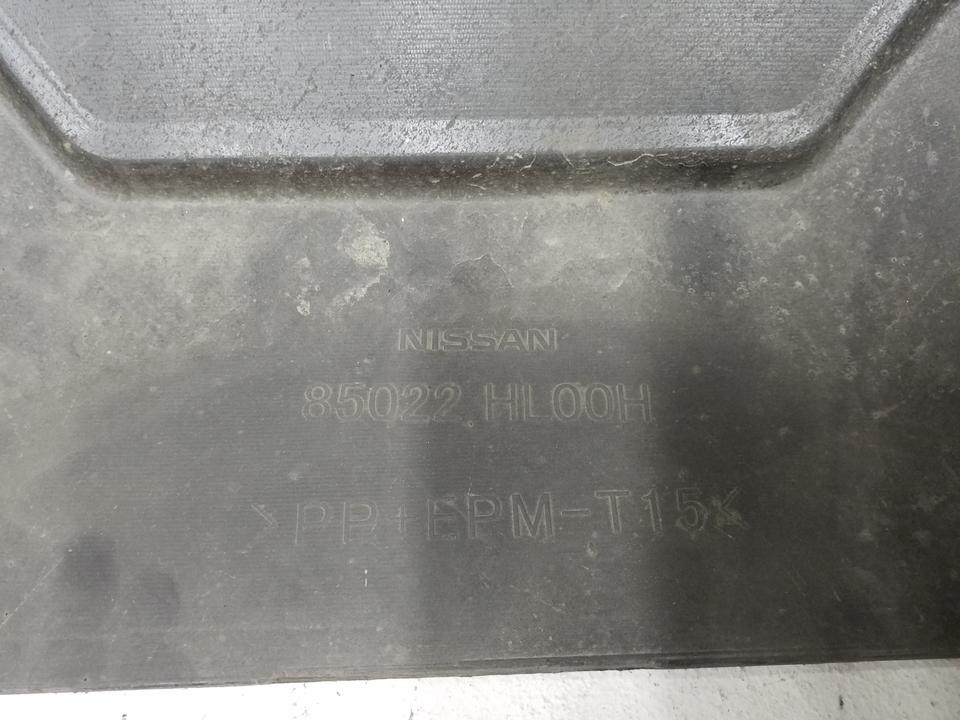 NISSAN
85022 HL00H
>PP+EPM-T15<